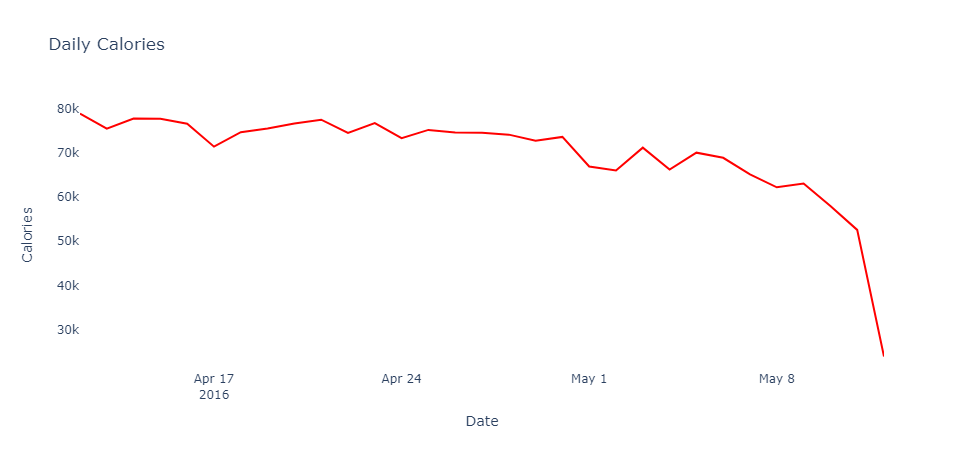 Daily Calories
80k
70k
60k
50k
40k
30k
Calories
Apr 17
2016
Apr 24
May 1
May 8
Date